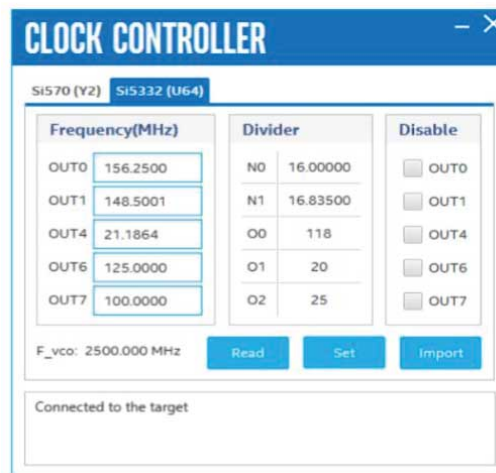 CLOCK CONTROLLER
Si570 (Y2) Si5332 (U64)
Frequency(MHz) Divider Disable
OUT0 156.2500 N0 16.00000 OUT0
OUT1 148.5001 N1 16.83500 OUT1
OUT4 21.1864 O0 118 OUT4
OUT6 125.0000 O1 20 OUT6
OUT7 100.0000 O2 25 OUT7
F_vco: 2500.000 MHz Read Set Import
Connected to the target